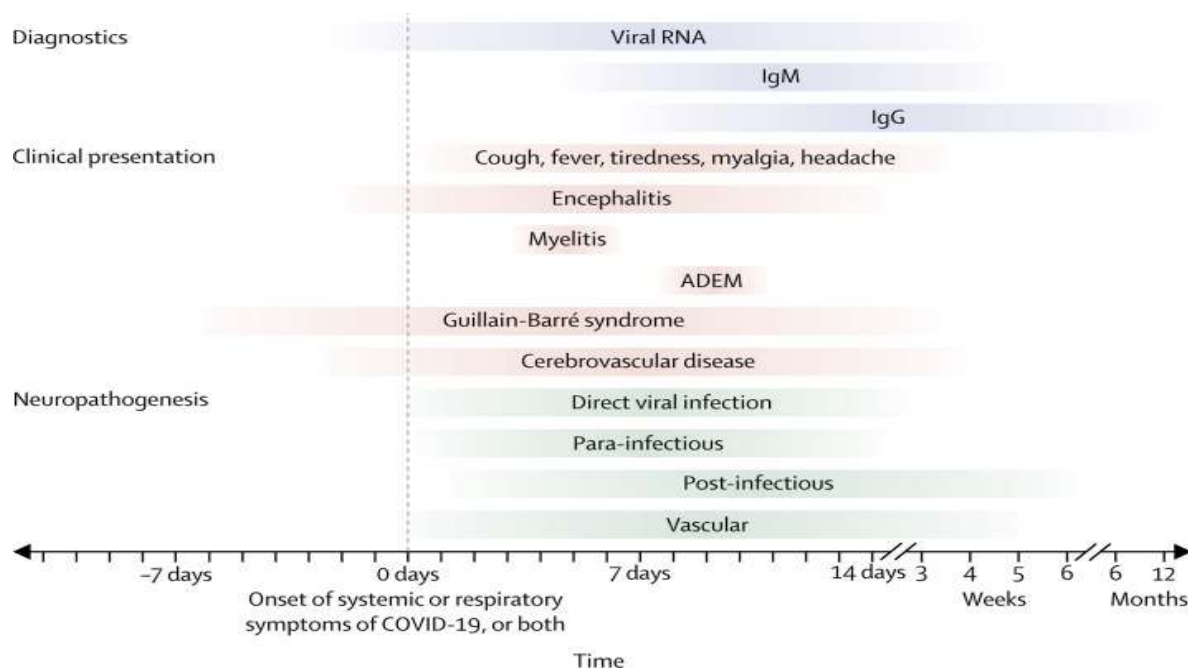 Diagnostics
Viral RNA
IgM
IgG
Clinical presentation
Cough, fever, tiredness, myalgia, headache
Encephalitis
Myelitis
ADEM
Guillain-Barré syndrome
Cerebrovascular disease
Neuropathogenesis
Direct viral infection
Para-infectious
Post-infectious
Vascular
–7 days 0 days 7 days 14 days 3 4 5 6 6 12
Onset of systemic or respiratory Weeks Months
symptoms of COVID-19, or both
Time